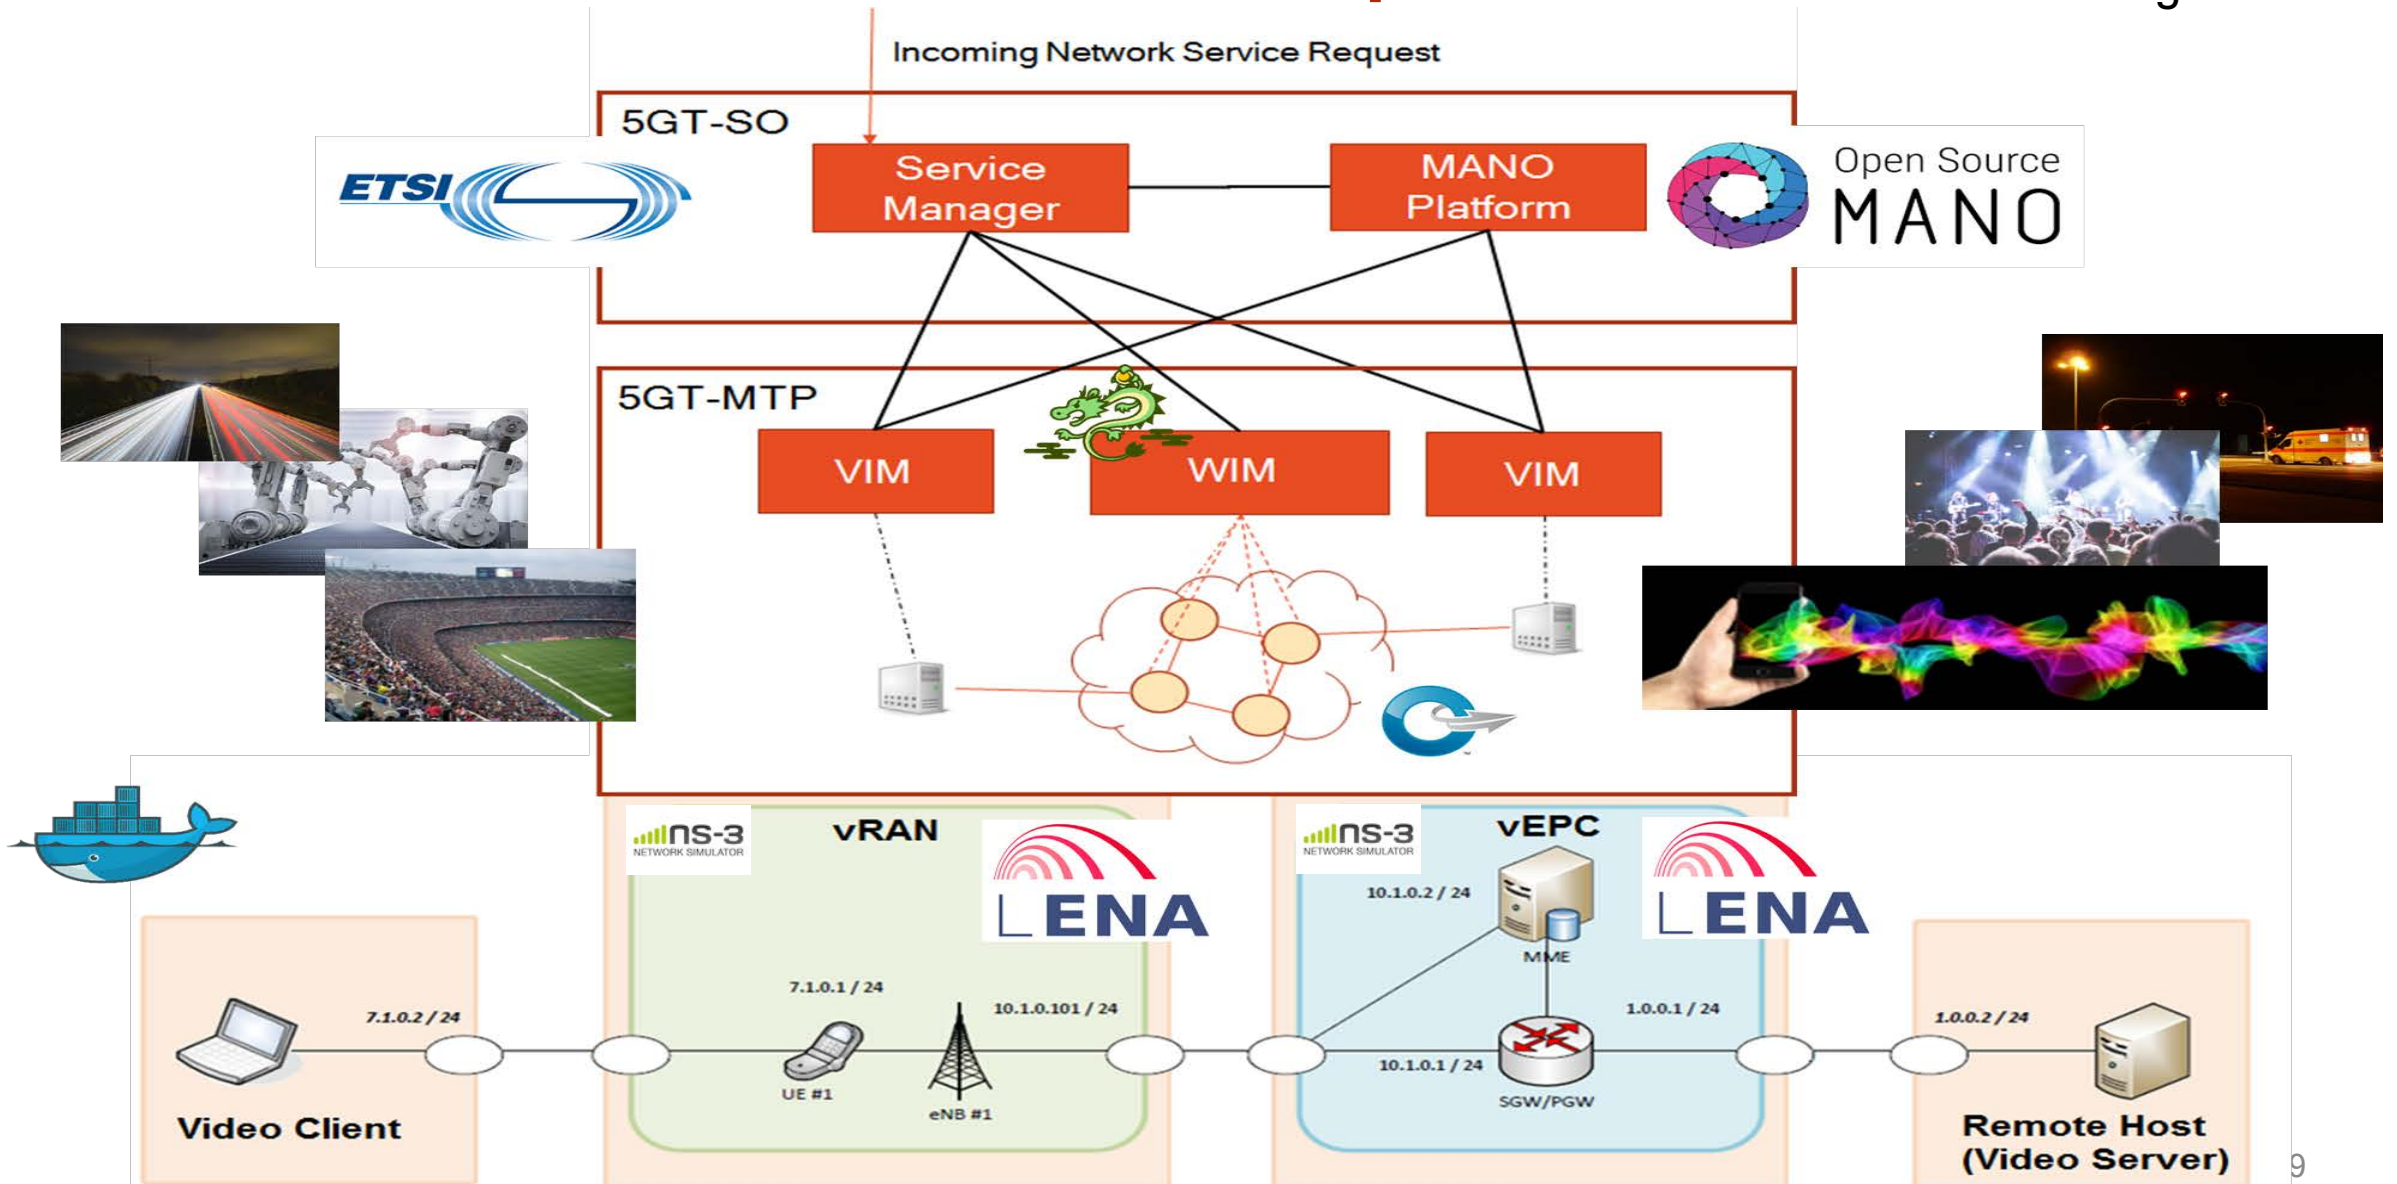 Incoming Network Service Request
5GT-SO
ETSI
Service
Manager
MANO
Platform
Open Source
MANO
5GT-MTP
VIM
WIM
VIM
ns-3
NETWORK SIMULATOR
vRAN
LENA
ns-3
NETWORK SIMULATOR
vEPC
LENA
10.1.0.2 / 24
MME
7.1.0.2 / 24
7.1.0.1 / 24
10.1.0.101 / 24
1.0.0.1 / 24
1.0.0.2 / 24
10.1.0.1 / 24
UE #1
eNB #1
SGW/PGW
Video Client
Remote Host
(Video Server)
9